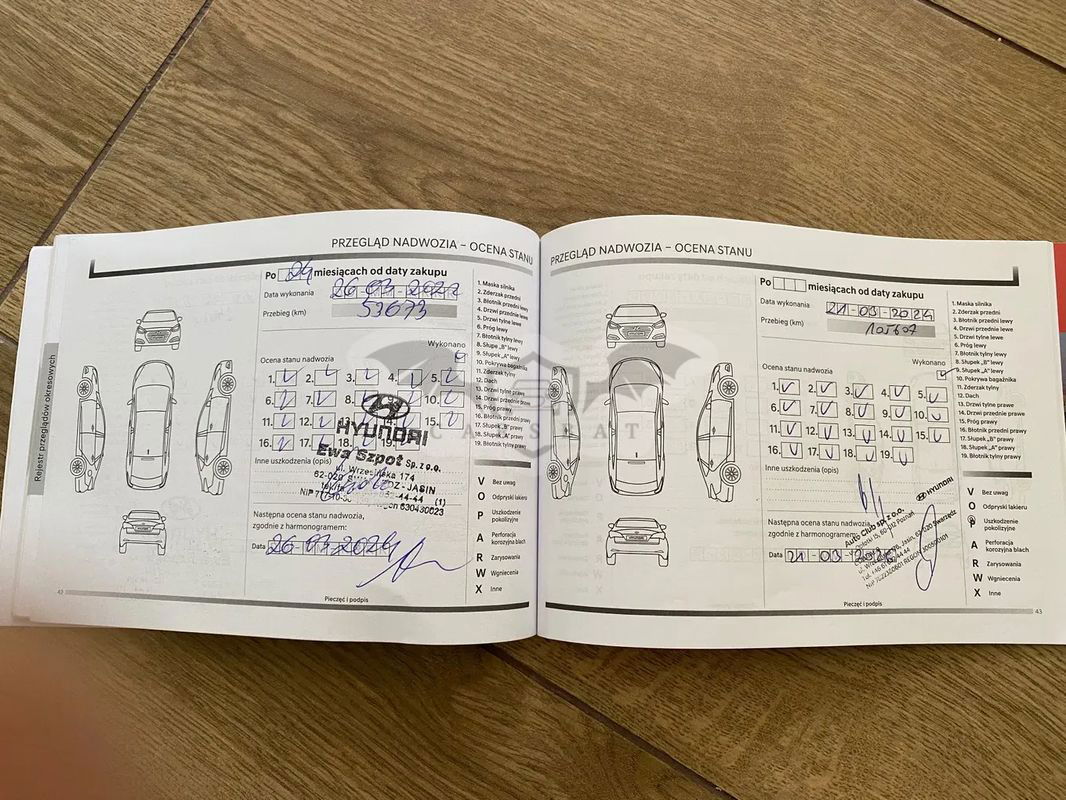 PRZEGLĄD NADWOZIA – OCENA STANU
Po 24 miesiącach od daty zakupu
Data wykonania 26-03-2022
Przebieg (km) 53073
Wykonano
Ocena stanu nadwozia
1. V 2. V 3. V 4. V 5. V
6. V 7. V 8. 9. 10. V
11. V 12. V 13. 14. 15. V
16. V 17. V 18. 19.
HYUNDAI
Ewa Szpot Sp. z o.o.
ul. Wrzesińska 174
62-020 JASIN
(1)
Inne uszkodzenia (opis)
Następna ocena stanu nadwozia,
zgodnie z harmonogramem:
Data 26-03-2024
Pieczęć i podpis
42
Rejestr przeglądów okresowych
1. Maska silnika
2. Zderzak przedni
3. Błotnik przedni lewy
4. Drzwi przednie lewe
5. Drzwi tylne lewe
6. Próg lewy
7. Błotnik tylny lewy
8. Słupek „B" lewy
9. Słupek „A" lewy
10. Pokrywa bagażnika
11. Zderzak tylny
12. Dach
13. Drzwi tylne prawe
14. Drzwi przednie prawe
15. Próg prawy
16. Błotnik przedni prawy
17. Słupek „B" prawy
18. Słupek „A" prawy
19. Błotnik tylny prawy
V Bez uwag
O Odpryski lakieru
P Uszkodzenie pokolizyjne
A Perforacja korozyjna blach
R Zarysowania
W Wgniecenia
X Inne
PRZEGLĄD NADWOZIA – OCENA STANU
Po miesiącach od daty zakupu
Data wykonania 21-03-2024
Przebieg (km) 105607
Wykonano
Ocena stanu nadwozia
1. V 2. V 3. V 4. V 5. V
6. V 7. V 8. V 9. V 10. V
11. V 12. V 13. V 14. V 15. V
16. V 17. V 18. V 19. V
Inne uszkodzenia (opis)
HYUNDAI
Auto Club sp. z o.o.
Następna ocena stanu nadwozia,
zgodnie z harmonogramem:
Data 21-03-2026
Pieczęć i podpis
43
1. Maska silnika
2. Zderzak przedni
3. Błotnik przedni lewy
4. Drzwi przednie lewe
5. Drzwi tylne lewe
6. Próg lewy
7. Błotnik tylny lewy
8. Słupek „B" lewy
9. Słupek „A" lewy
10. Pokrywa bagażnika
11. Zderzak tylny
12. Dach
13. Drzwi tylne prawe
14. Drzwi przednie prawe
15. Próg prawy
16. Błotnik przedni prawy
17. Słupek „B" prawy
18. Słupek „A" prawy
19. Błotnik tylny prawy
V Bez uwag
O Odpryski lakieru
P Uszkodzenie pokolizyjne
A Perforacja korozyjna blach
R Zarysowania
W Wgniecenia
X Inne